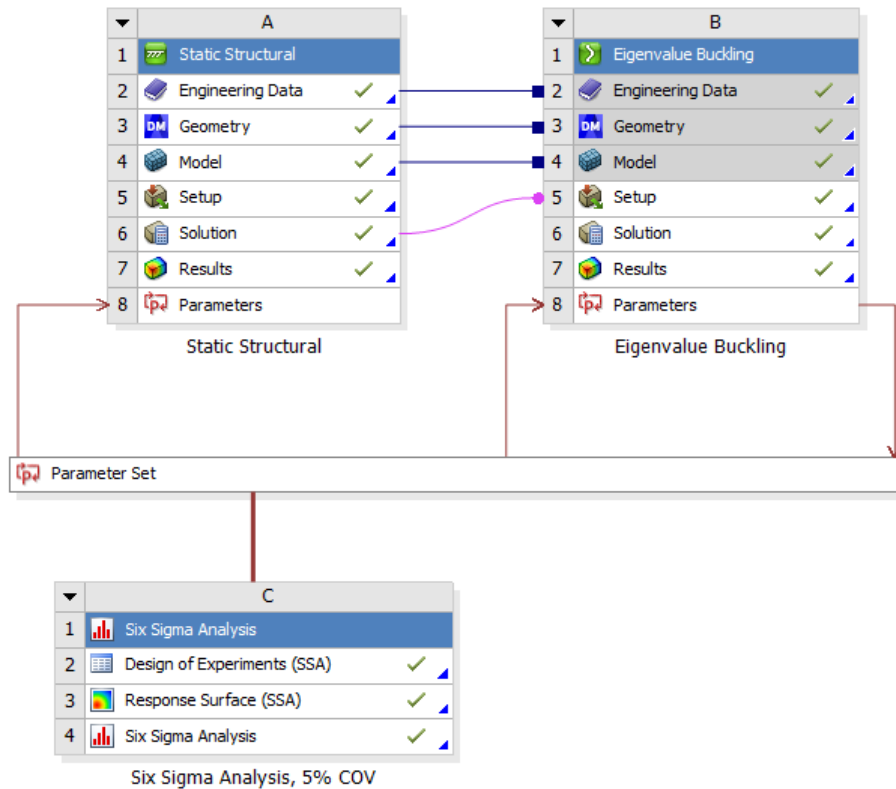 A
1 Static Structural
2 Engineering Data
3 DM Geometry
4 Model
5 Setup
6 Solution
7 Results
8 Parameters
Static Structural
B
1 Eigenvalue Buckling
2 Engineering Data
3 DM Geometry
4 Model
5 Setup
6 Solution
7 Results
8 Parameters
Eigenvalue Buckling
Parameter Set
C
1 Six Sigma Analysis
2 Design of Experiments (SSA)
3 Response Surface (SSA)
4 Six Sigma Analysis
Six Sigma Analysis, 5% COV